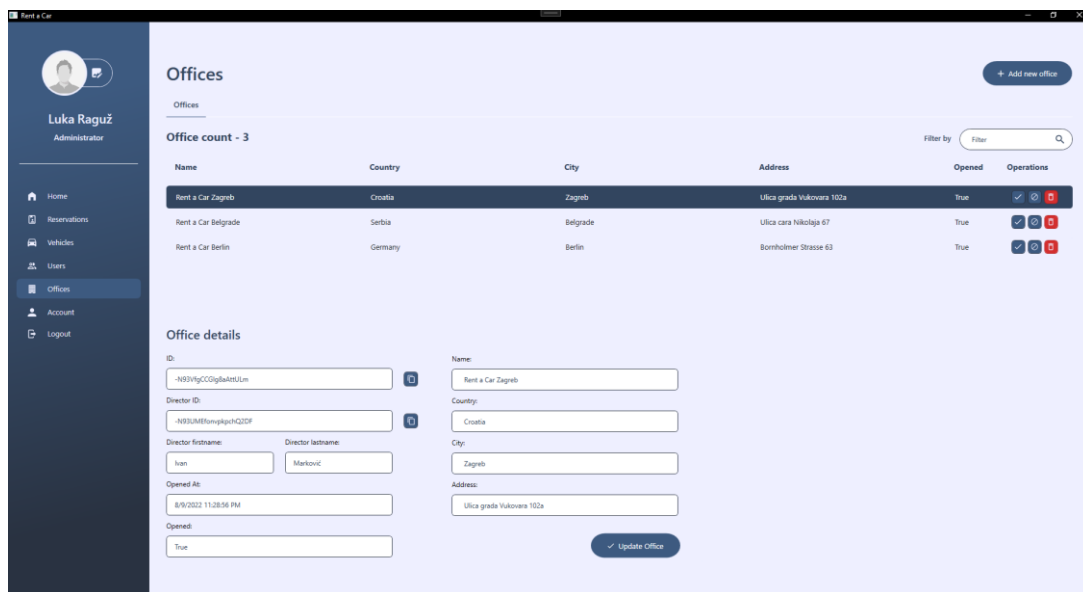 Rent a Car
Luka Raguž
Administrator
Home
Reservations
Vehicles
Users
Offices
Account
Logout
Offices
+ Add new office
Offices
Office count - 3
Filter by Filter
Name Country City Address Opened Operations
Rent a Car Zagreb Croatia Zagreb Ulica grada Vukovara 102a True
Rent a Car Belgrade Serbia Belgrade Ulica cara Nikolaja 67 True
Rent a Car Berlin Germany Berlin Bornholmer Strasse 63 True
Office details
ID:
Director ID:
Director firstname: Director lastname:
Ivan Marković
Opened At:
8/9/2022 11:28:56 PM
Opened:
True
Name:
Rent a Car Zagreb
Country:
Croatia
City:
Zagreb
Address:
Ulica grada Vukovara 102a
Update Office